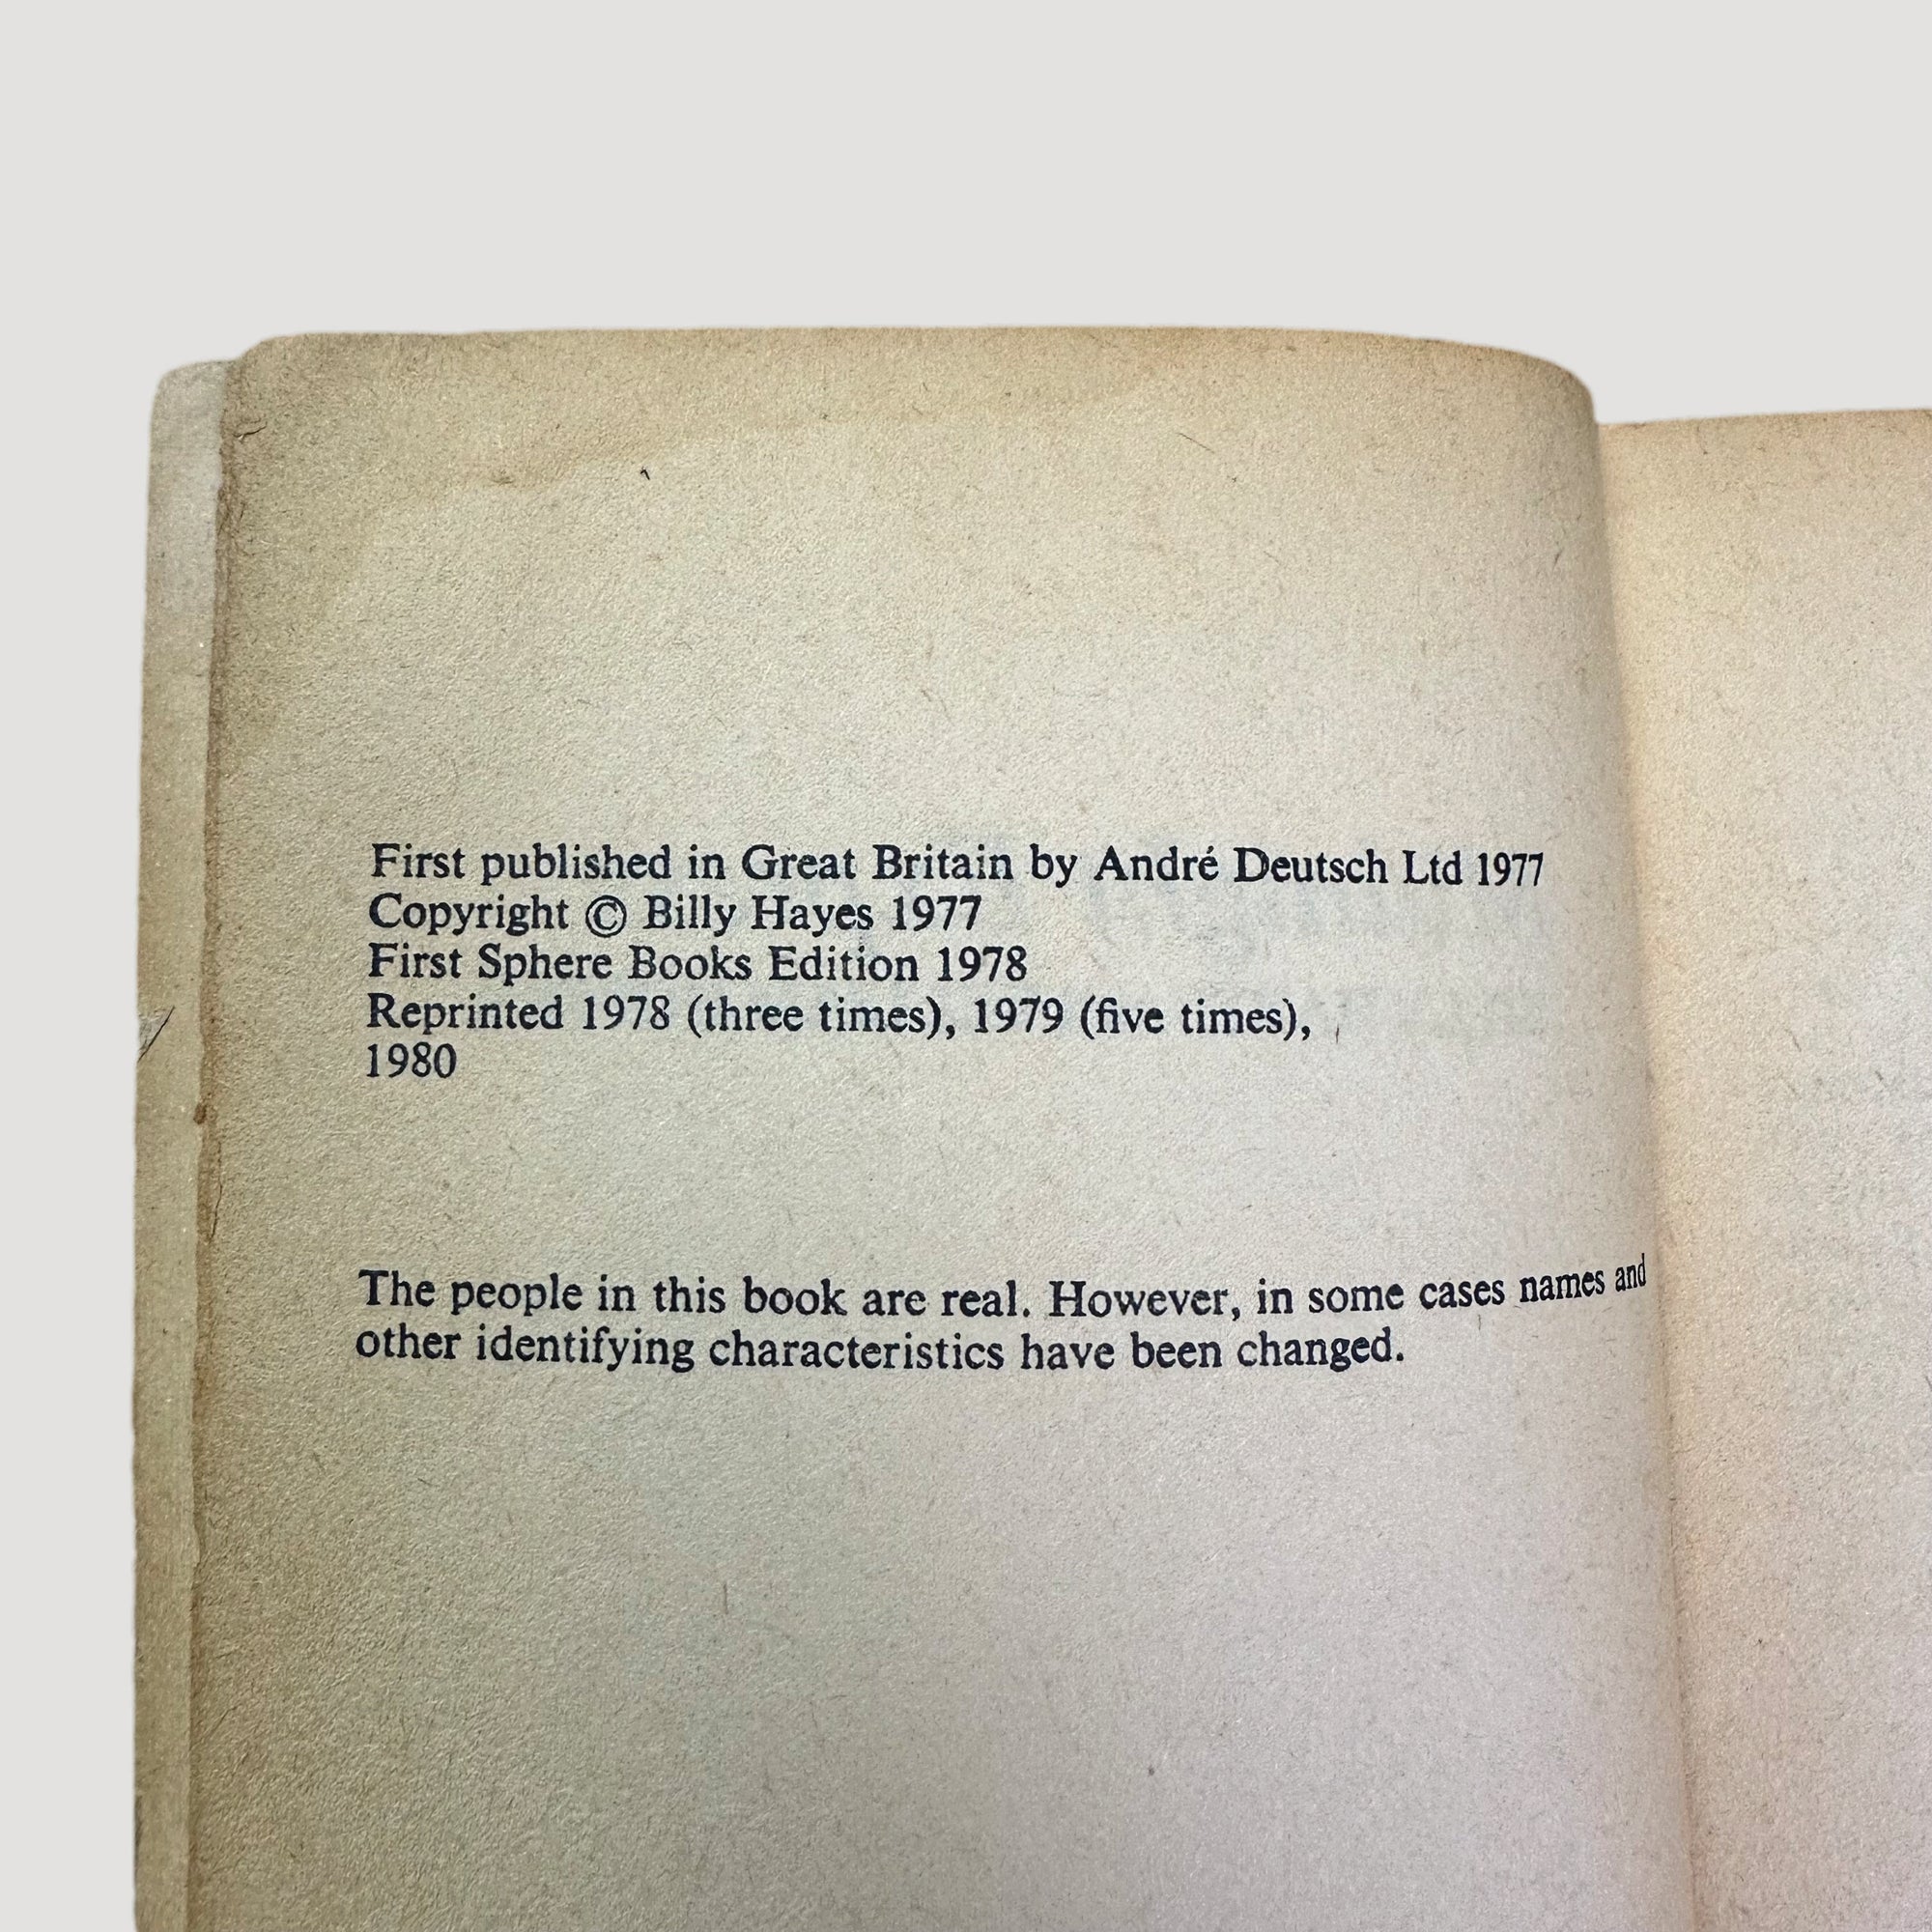 First published in Great Britain by André Deutsch Ltd 1977
Copyright © Billy Hayes 1977
First Sphere Books Edition 1978
Reprinted 1978 (three times), 1979 (five times),
1980
The people in this book are real. However, in some cases names and
other identifying characteristics have been changed.